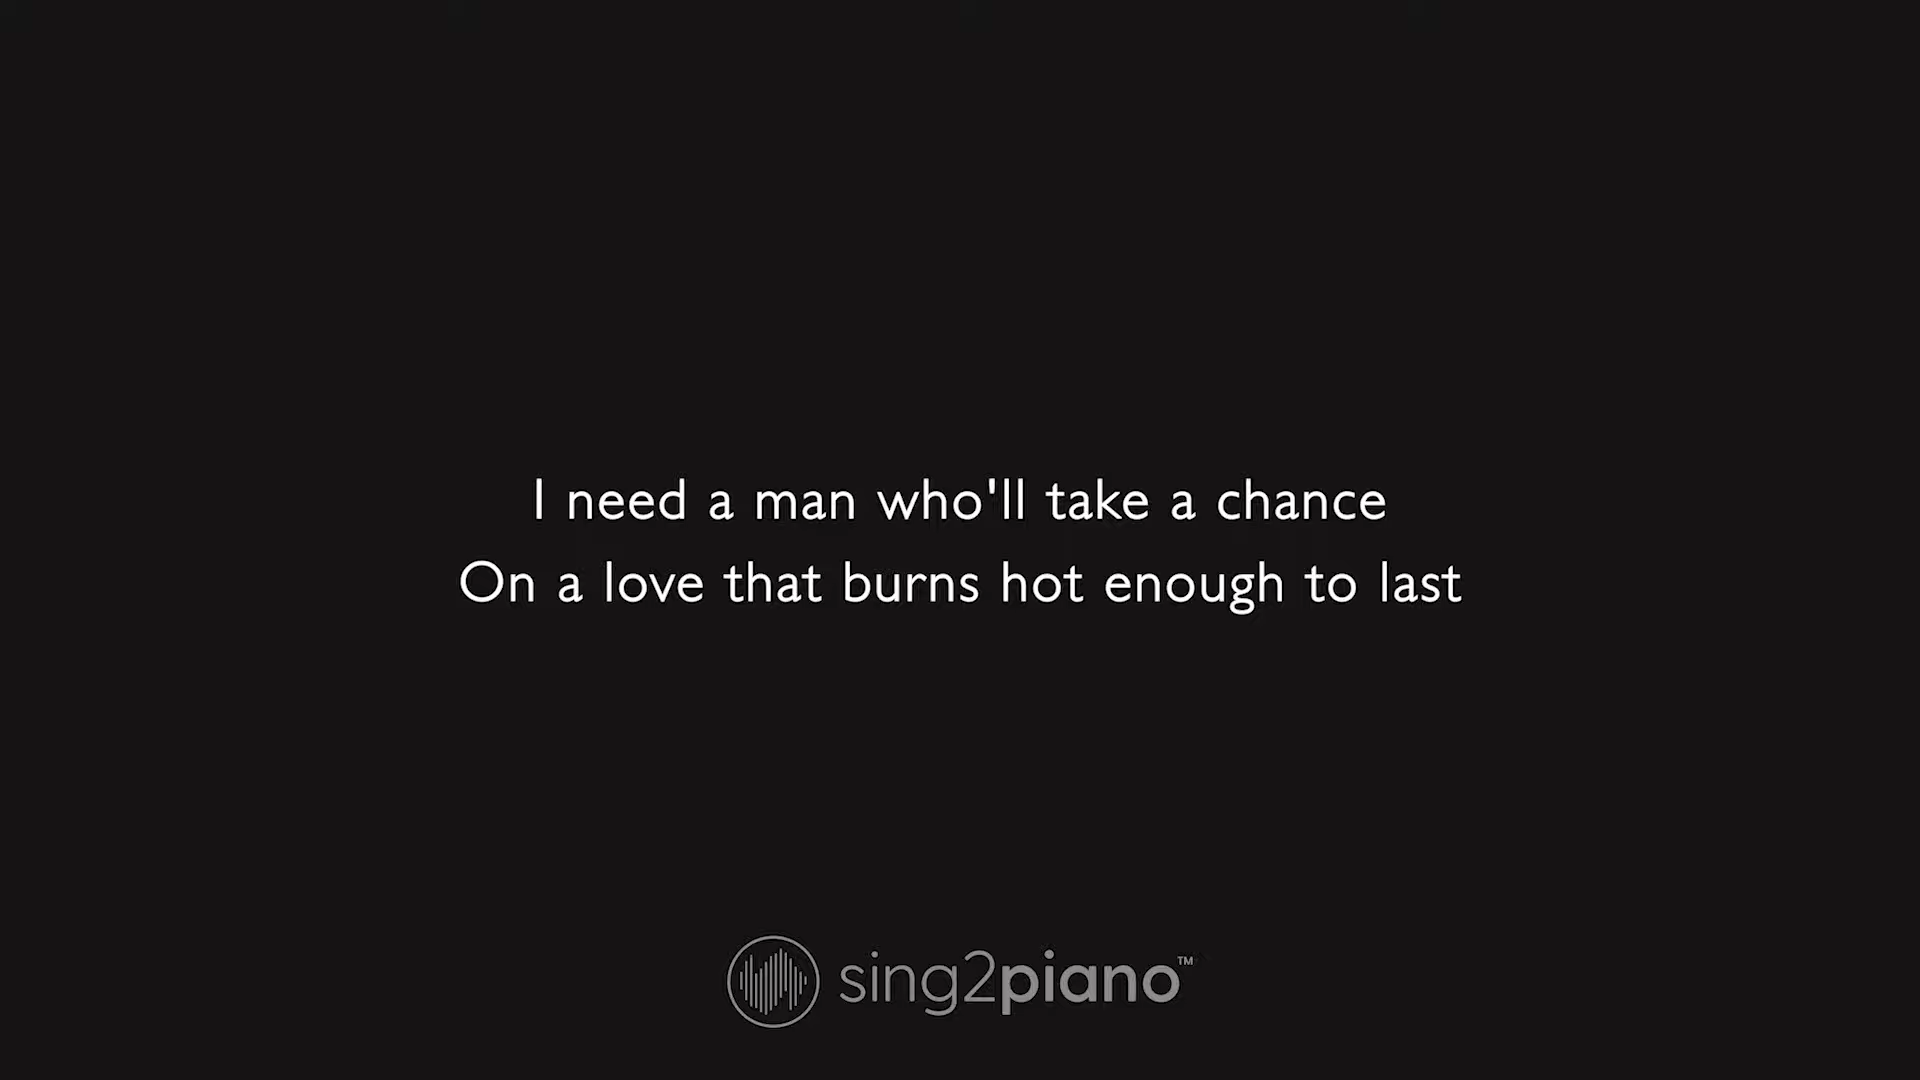 I need a man who'll take a chance
On a love that burns hot enough to last
sing2piano™